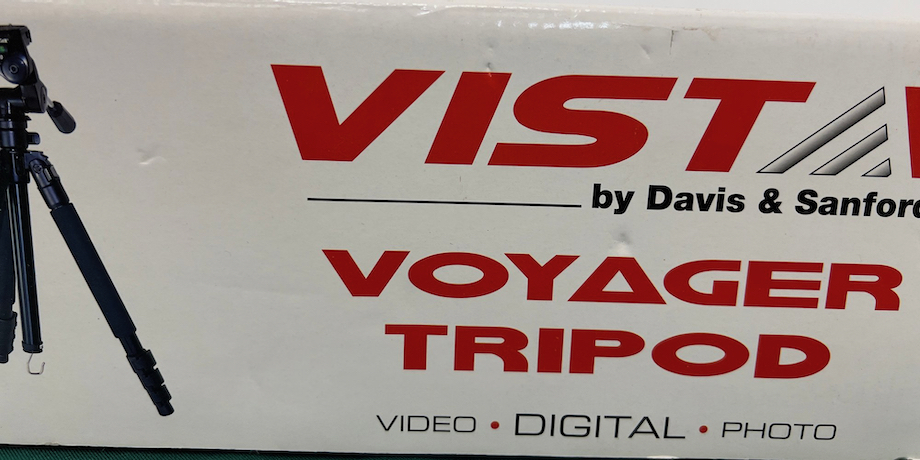 VISTA
by Davis & Sanford
VOYAGER
TRIPOD
VIDEO • DIGITAL • PHOTO